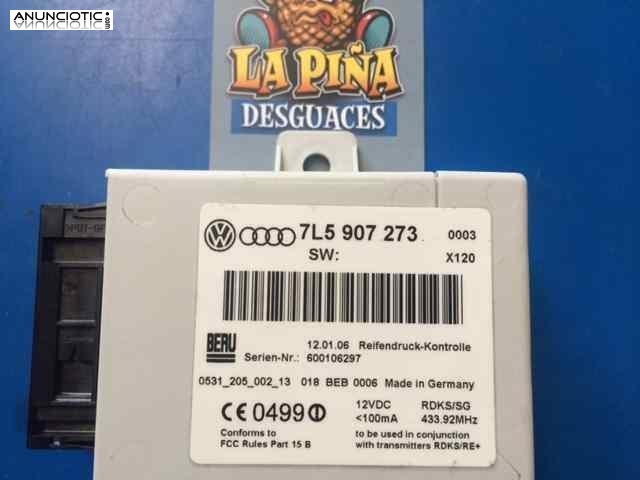 ANUNCIOTIC.com
LA PIÑA
DESGUACES
7L5 907 273 0003
SW: X120
BERU
12.01.06 Reifendruck-Kontrolle
Serien-Nr.: 600106297
0531_205_002_13 018 BEB 0006 Made in Germany
CE 0499 12VDC RDKS/SG
<100mA 433.92MHz
Conforms to
FCC Rules Part 15 B
to be used in conjunction
with transmitters RDKS/RE+